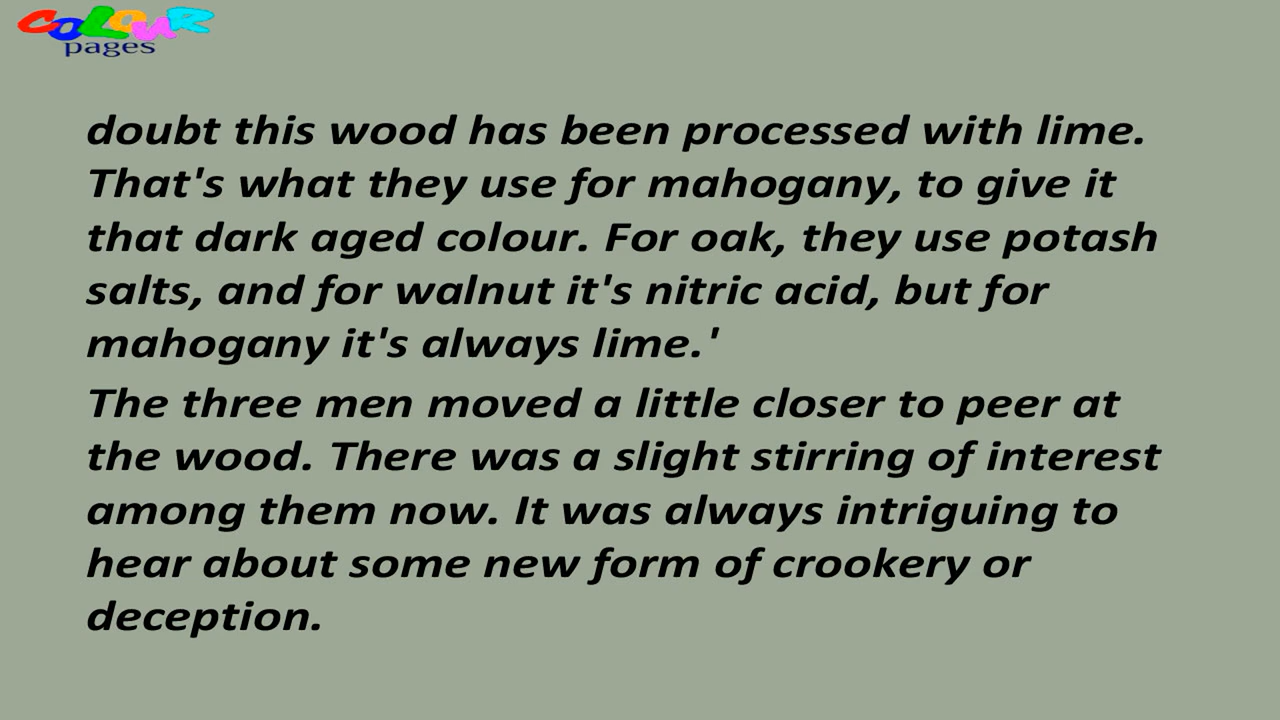 COLOUR
pages
doubt this wood has been processed with lime.
That's what they use for mahogany, to give it
that dark aged colour. For oak, they use potash
salts, and for walnut it's nitric acid, but for
mahogany it's always lime.'
The three men moved a little closer to peer at
the wood. There was a slight stirring of interest
among them now. It was always intriguing to
hear about some new form of crookery or
deception.